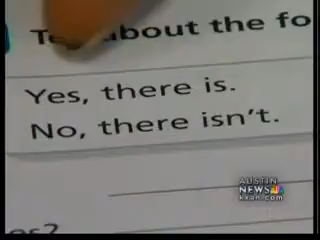 about the fo
Yes, there is.
No, there isn't.
AUSTIN
NEWS
kxan.com